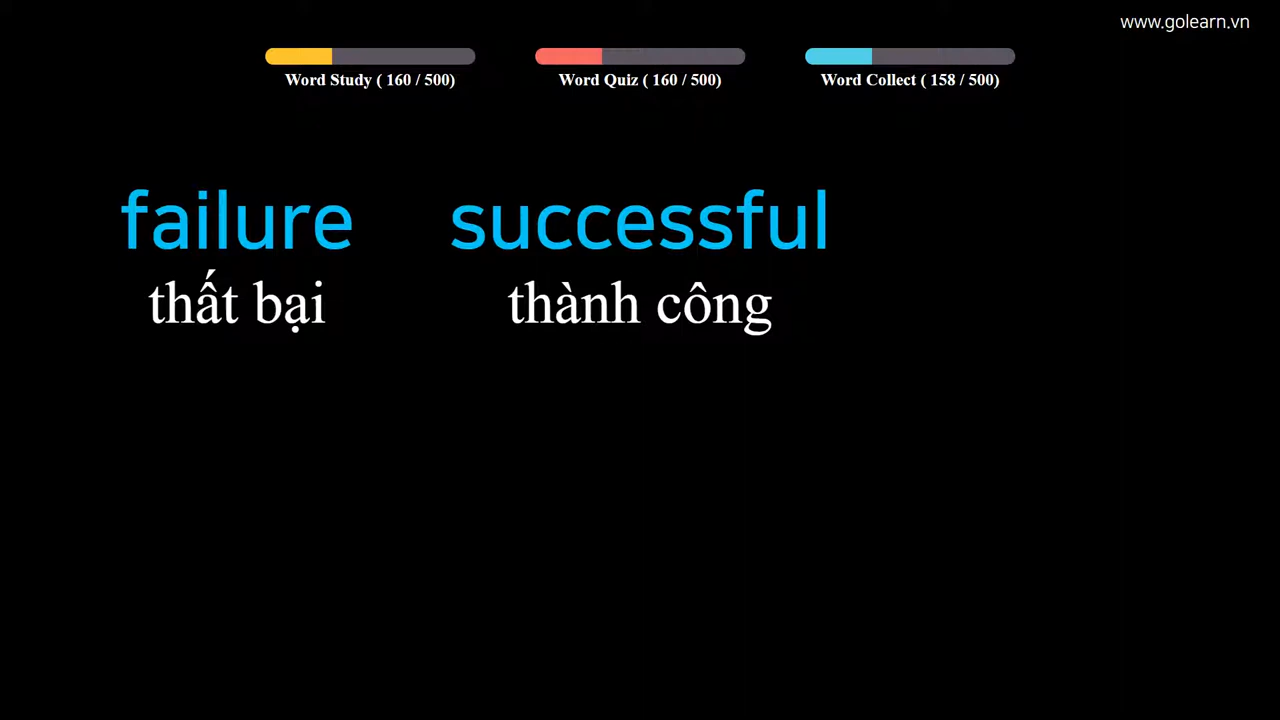 www.golearn.vn
Word Study ( 160 / 500) Word Quiz ( 160 / 500) Word Collect ( 158 / 500)
failure successful
thất bại thành công